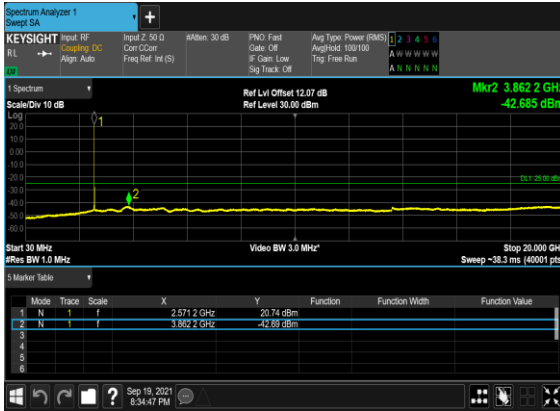 Spectrum Analyzer 1
Swept SA
+
KEYSIGHT Input: RF Input Z: 50 Ω #Atten: 30 dB PNO: Fast Avg Type: Power (RMS) 1 2 3 4 5 6
RL Coupling: DC Corr CCorr Gate: Off Avg|Hold: 100/100 A W W W W W
Align: Auto Freq Ref: Int (S) IF Gain: Low Trig: Free Run
Sig Track: Off A N N N N N
1 Spectrum Ref Lvl Offset 12.07 dB Mkr2 3.862 2 GHz
Scale/Div 10 dB Ref Level 30.00 dBm -42.685 dBm
Log
20.0
10.0
0.00
-10.0
-20.0
-30.0
-40.0
-50.0
-60.0
1
2
DL1 -25.00 dBm
Start 30 MHz Video BW 3.0 MHz* Stop 20.000 GH
#Res BW 1.0 MHz Sweep ~38.3 ms (40001 pts
5 Marker Table
Mode Trace Scale X Y Function Function Width Function Value
1 N 1 f 2.571 2 GHz 20.74 dBm
2 N 1 f 3.862 2 GHz -42.69 dBm
3
4
5
6
? Sep 19, 2021
8:34:47 PM